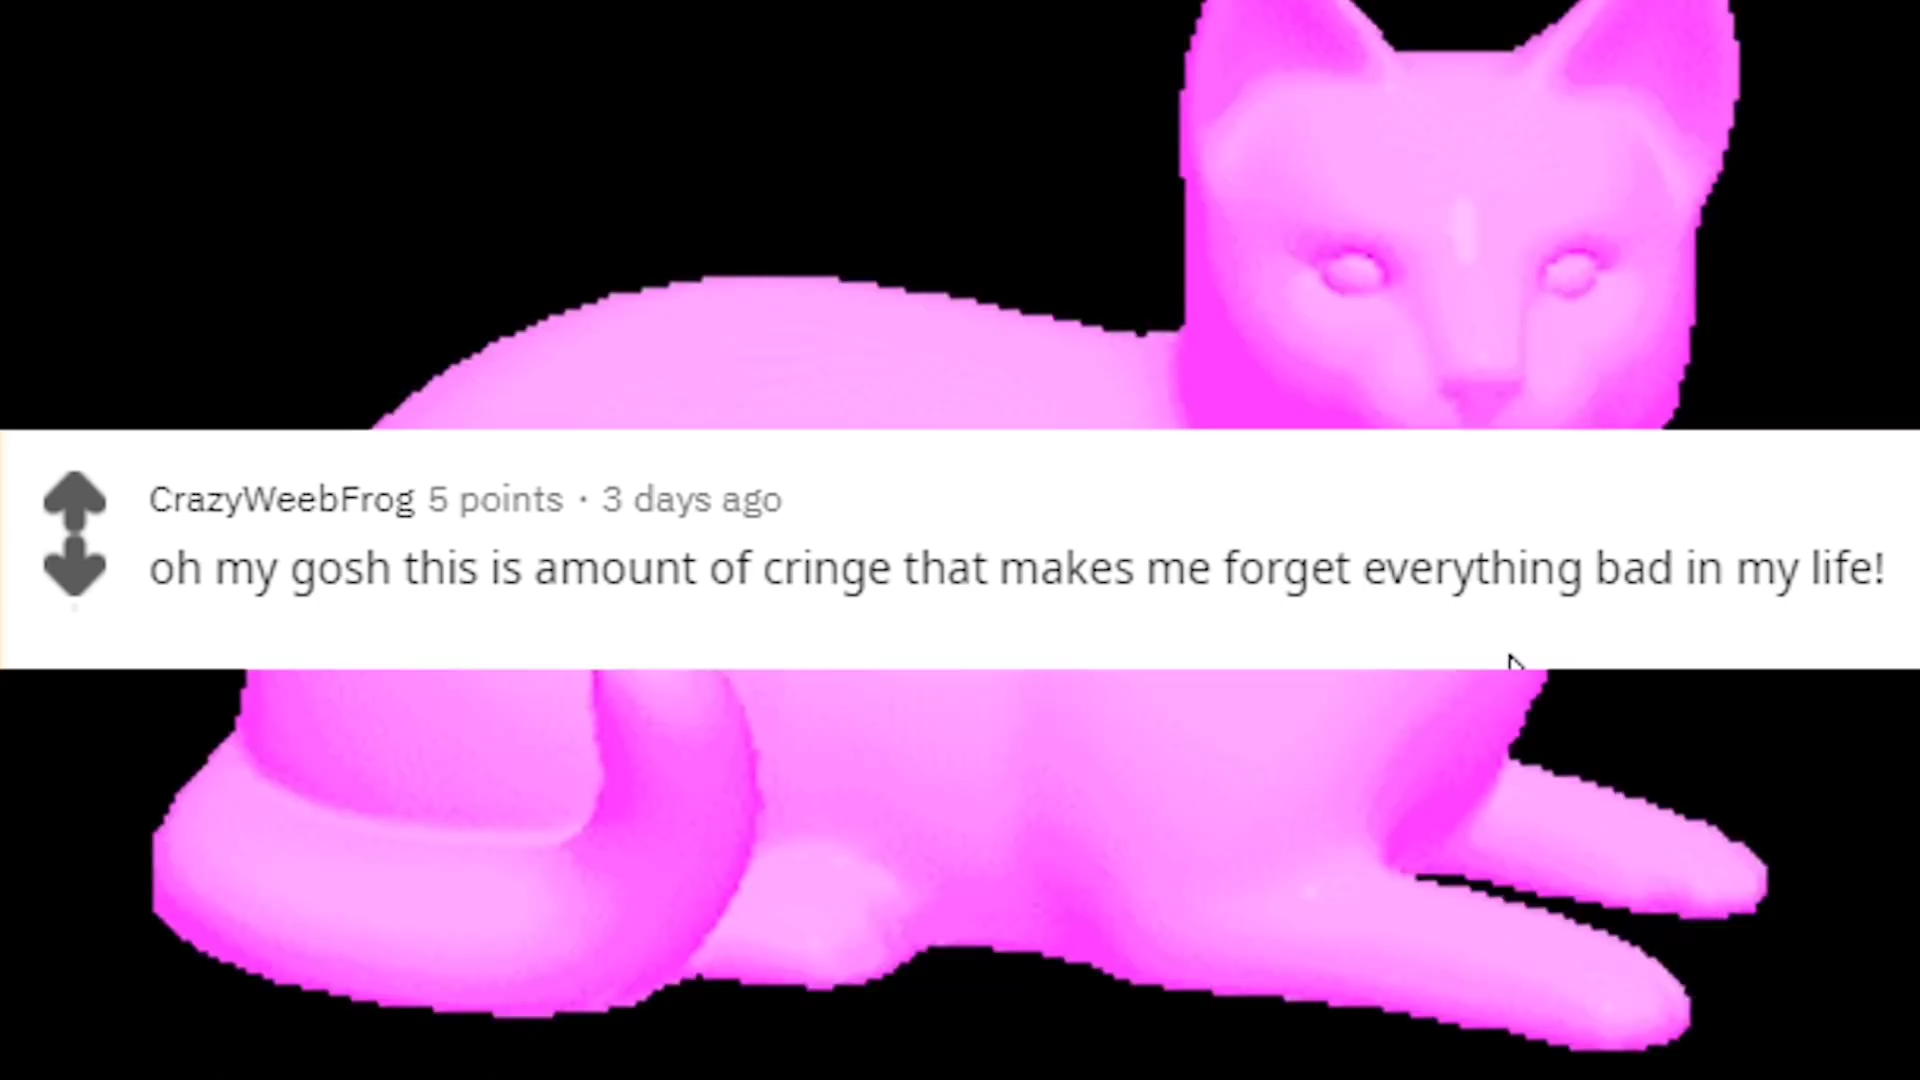 CrazyWeebFrog 5 points · 3 days ago
oh my gosh this is amount of cringe that makes me forget everything bad in my life!